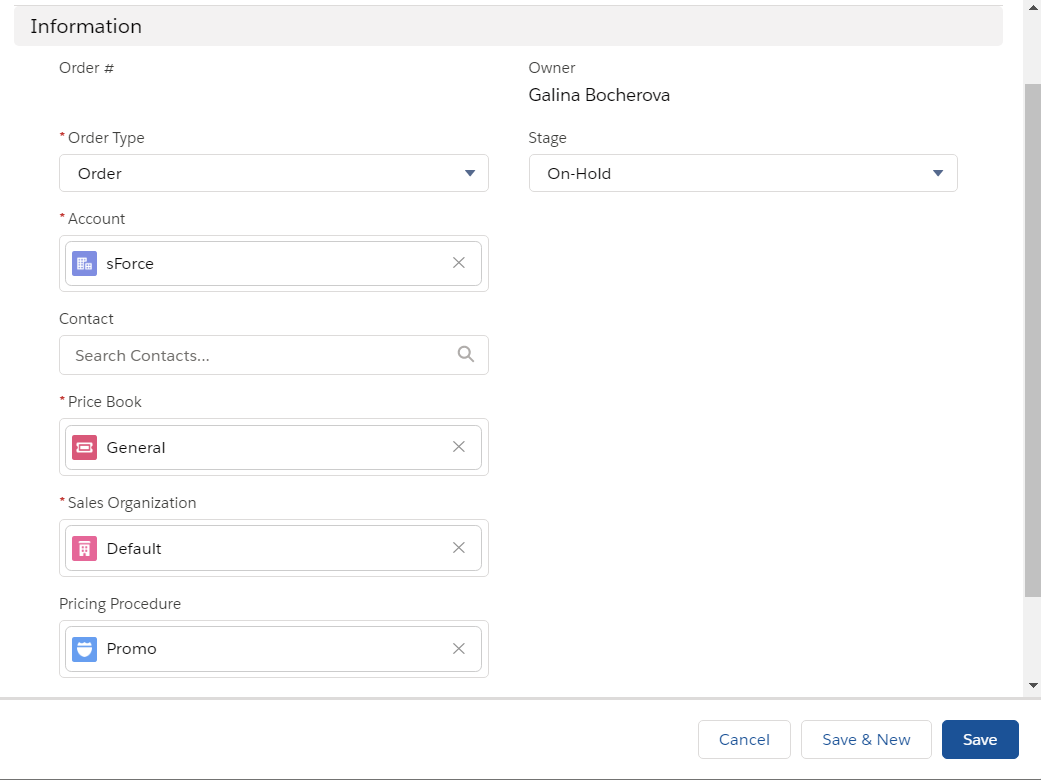 Information
Order #
Owner
Galina Bocherova
* Order Type
Stage
Order
On-Hold
* Account
sForce
Contact
Search Contacts...
* Price Book
General
* Sales Organization
Default
Pricing Procedure
Promo
Cancel
Save & New
Save